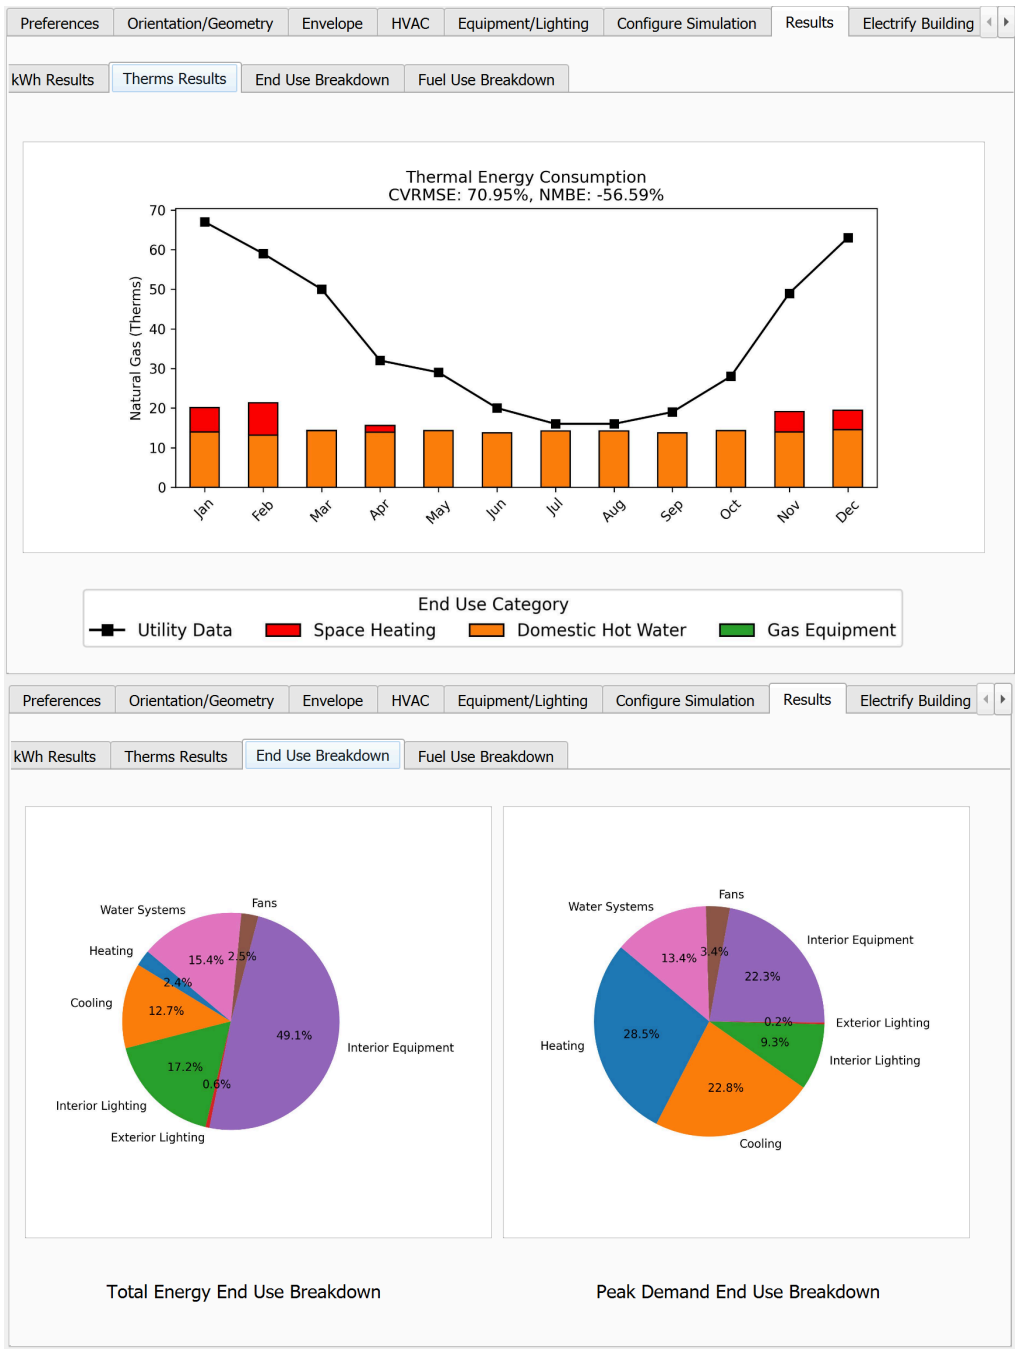 Preferences Orientation/Geometry Envelope HVAC Equipment/Lighting Configure Simulation Results Electrify Building
kWh Results Therms Results End Use Breakdown Fuel Use Breakdown
Thermal Energy Consumption
CVRMSE: 70.95%, NMBE: -56.59%
Natural Gas (Therms)
70
60
50
40
30
20
10
0
Jan Feb Mar Apr May Jun Jul Aug Sep Oct Nov Dec
End Use Category
Utility Data Space Heating Domestic Hot Water Gas Equipment
Preferences Orientation/Geometry Envelope HVAC Equipment/Lighting Configure Simulation Results Electrify Building
kWh Results Therms Results End Use Breakdown Fuel Use Breakdown
Fans
Water Systems
Heating
Cooling
Interior Lighting
Exterior Lighting
Interior Equipment
2.5%
15.4%
2.4%
12.7%
17.2%
0.6%
49.1%
Total Energy End Use Breakdown
Fans
Water Systems
Heating
Cooling
Interior Lighting
Exterior Lighting
Interior Equipment
3.4%
13.4%
28.5%
22.8%
9.3%
0.2%
22.3%
Peak Demand End Use Breakdown